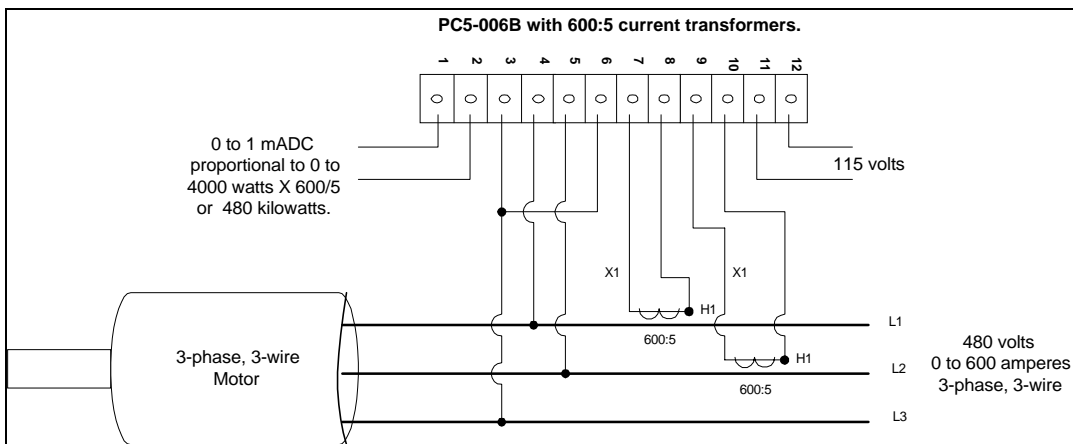 PC5-006B with 600:5 current transformers.
1 2 3 4 5 6 7 8 9 10 11 12
0 to 1 mADC
proportional to 0 to
4000 watts X 600/5
or 480 kilowatts.
115 volts
X1
X1
H1
600:5
L1
H1
600:5
L2
L3
3-phase, 3-wire
Motor
480 volts
0 to 600 amperes
3-phase, 3-wire